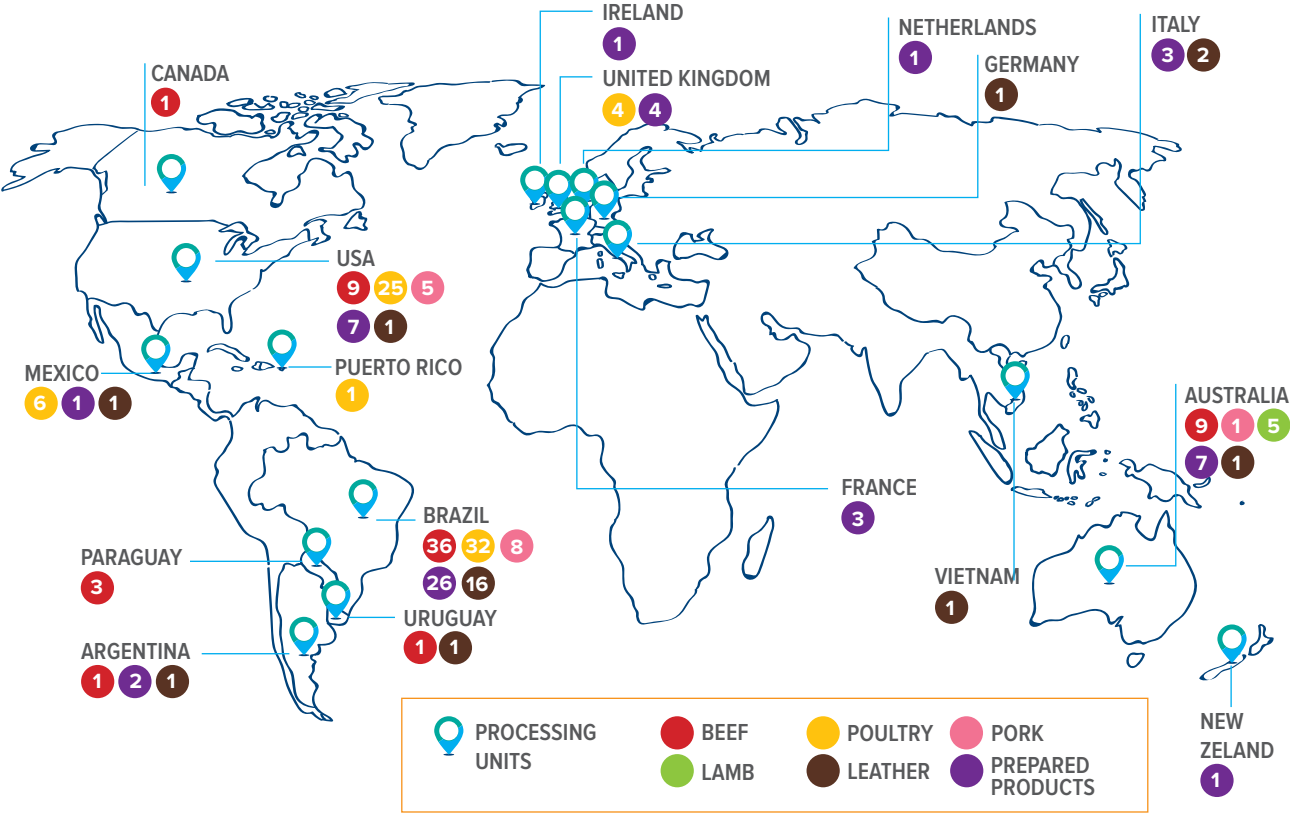 IRELAND
1
NETHERLANDS
1
ITALY
3 2
CANADA
1
UNITED KINGDOM
4 4
GERMANY
1
USA
9 25 5
7 1
PUERTO RICO
1
MEXICO
6 1 1
AUSTRALIA
9 1 5
7 1
FRANCE
3
BRAZIL
36 32 8
26 16
PARAGUAY
3
VIETNAM
1
URUGUAY
1 1
ARGENTINA
1 2 1
NEW
ZELAND
1
PROCESSING
UNITS
BEEF
POULTRY
PORK
LAMB
LEATHER
PREPARED
PRODUCTS